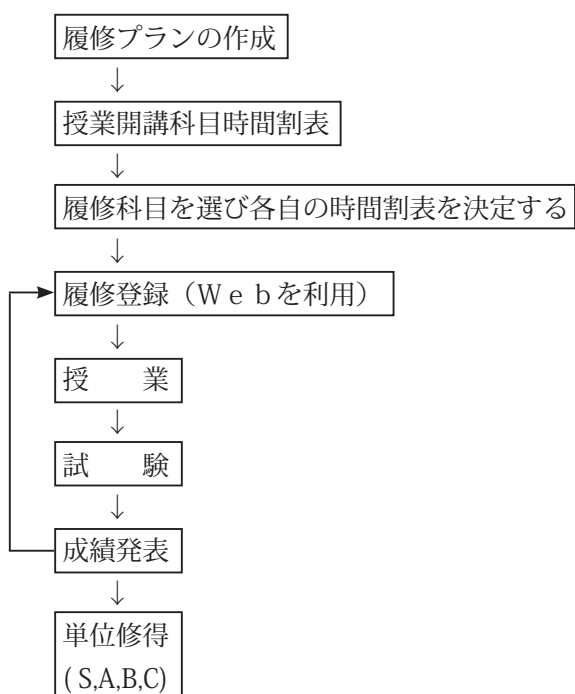 履修プランの作成
↓
授業開講科目時間割表
↓
履修科目を選び各自の時間割表を決定する
↓
履修登録（Ｗｅｂを利用）
↓
授　　業
↓
試　　験
↓
成績発表
↓
単位修得
( S,A,B,C)